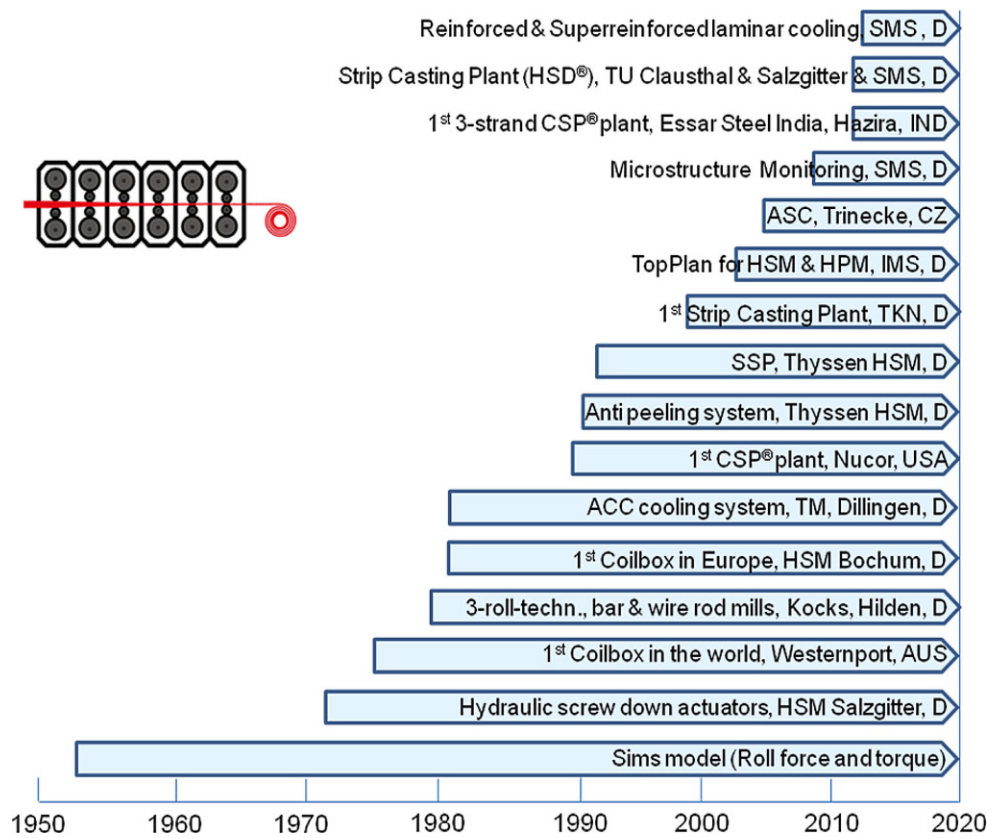 Reinforced & Superreinforced laminar cooling, SMS, D
Strip Casting Plant (HSD®), TU Clausthal & Salzgitter & SMS, D
1st 3-strand CSP® plant, Essar Steel India, Hazira, IND
Microstructure Monitoring, SMS, D
ASC, Trinecke, CZ
TopPlan for HSM & HPM, IMS, D
1st Strip Casting Plant, TKN, D
SSP, Thyssen HSM, D
Anti peeling system, Thyssen HSM, D
1st CSP® plant, Nucor, USA
ACC cooling system, TM, Dillingen, D
1st Coilbox in Europe, HSM Bochum, D
3-roll-techn., bar & wire rod mills, Kocks, Hilden, D
1st Coilbox in the world, Westernport, AUS
Hydraulic screw down actuators, HSM Salzgitter, D
Sims model (Roll force and torque)
1950 1960 1970 1980 1990 2000 2010 2020